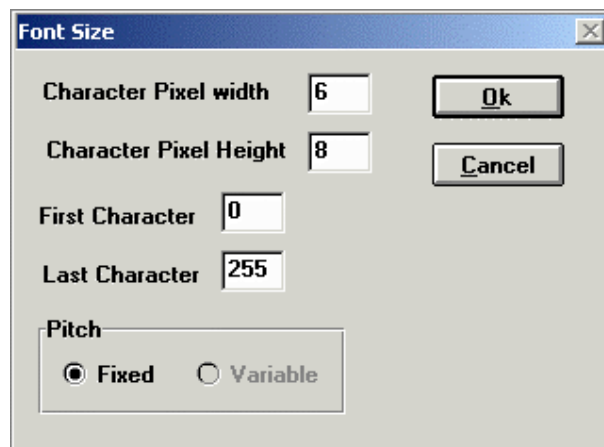 Font Size
Character Pixel width 6
Ok
Character Pixel Height 8
Cancel
First Character 0
Last Character 255
Pitch
Fixed Variable